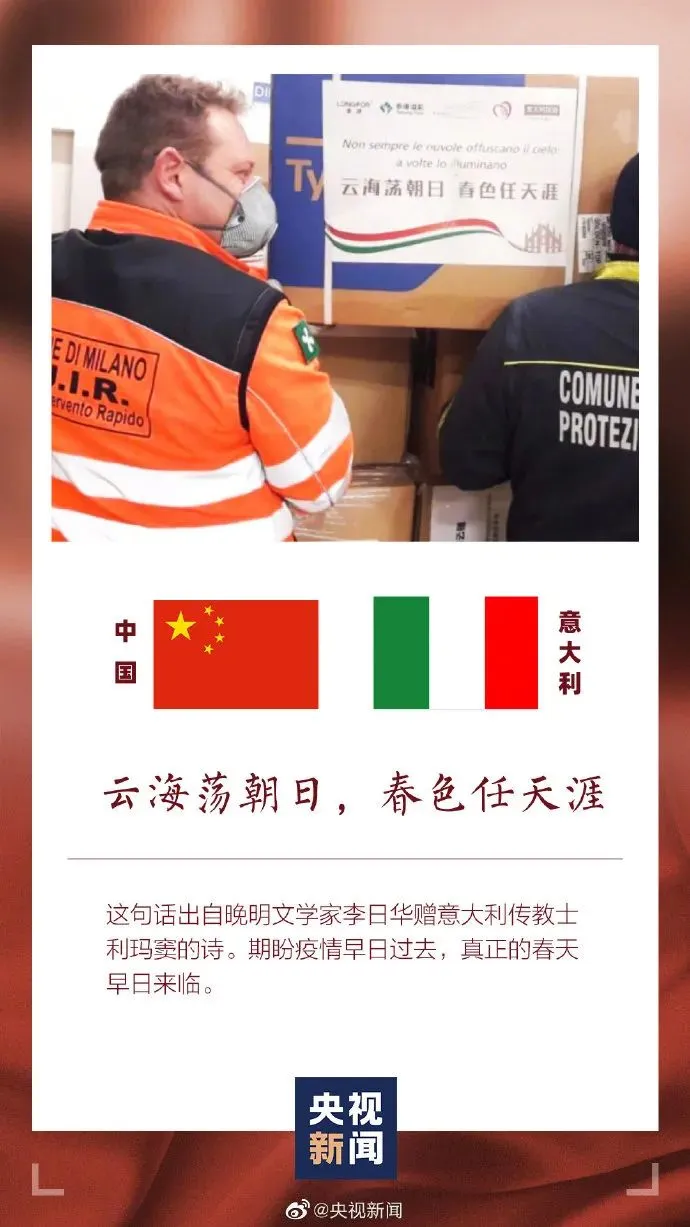 LONGFOR
Non sempre le nuvole offuscano il cielo
a volte lo illuminano
云海荡朝日 春色任天涯
Ty
E DI MILANO
.I.R.
ervento Rapido
COMUNE
PROTEZI
中国
意大利
云海荡朝日，春色任天涯
这句话出自晚明文学家李日华赠意大利传教士
利玛窦的诗。期盼疫情早日过去，真正的春天
早日来临。
央视
新闻
@央视新闻